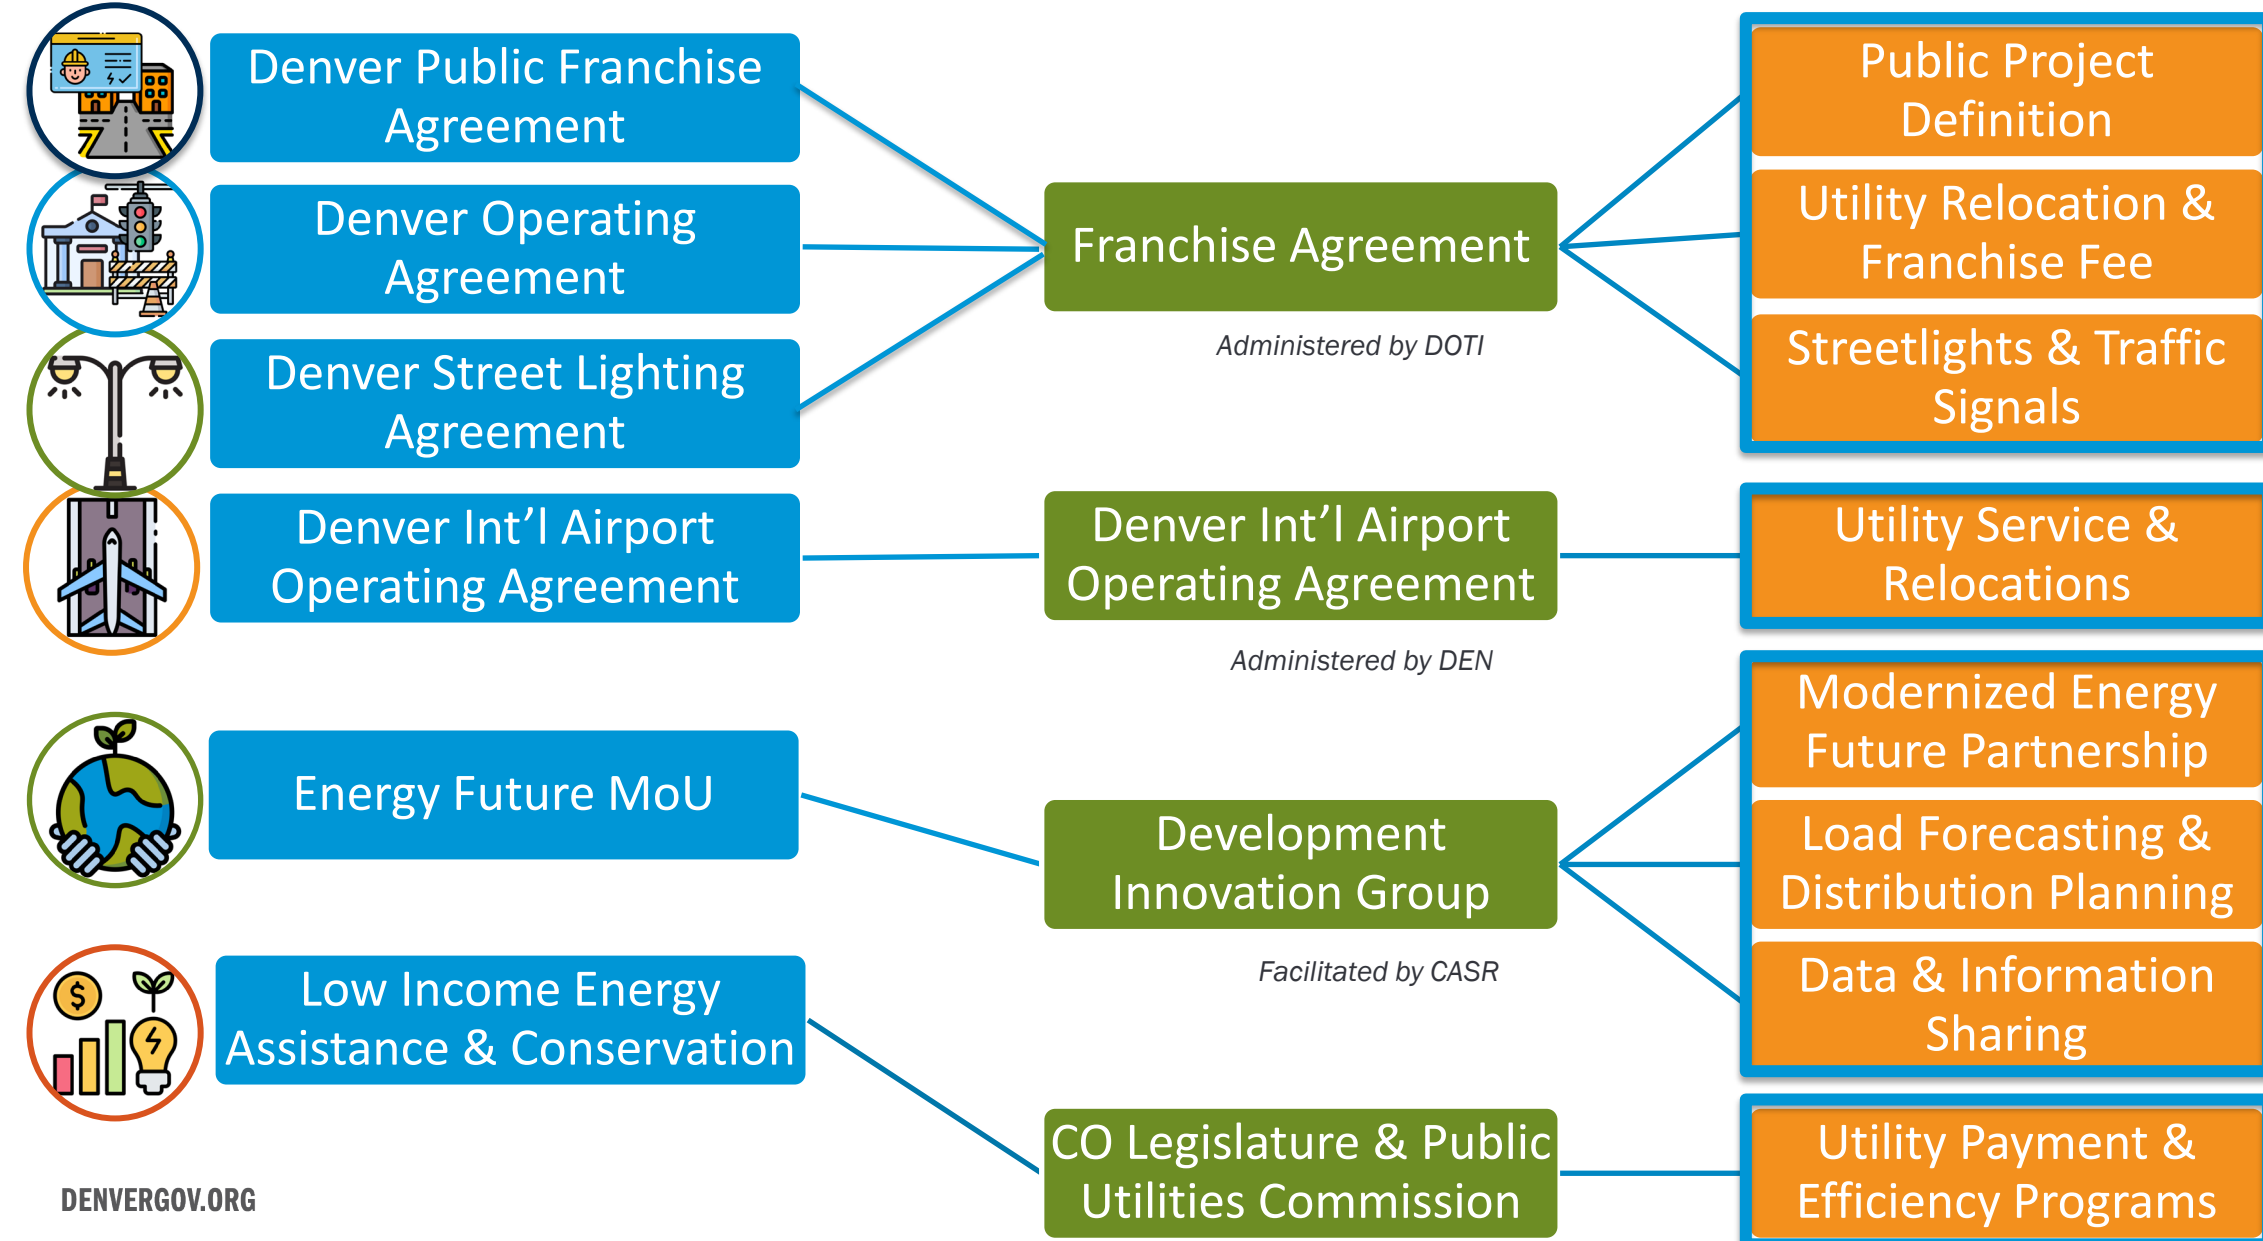 Denver Public Franchise
Agreement
Denver Operating
Agreement
Denver Street Lighting
Agreement
Denver Int’l Airport
Operating Agreement
Energy Future MoU
Low Income Energy
Assistance & Conservation
DENVERGOV.ORG
Franchise Agreement
Administered by DOTI
Denver Int’l Airport
Operating Agreement
Administered by DEN
Development
Innovation Group
Facilitated by CASR
CO Legislature & Public
Utilities Commission
Public Project
Definition
Utility Relocation &
Franchise Fee
Streetlights & Traffic
Signals
Utility Service &
Relocations
Modernized Energy
Future Partnership
Load Forecasting &
Distribution Planning
Data & Information
Sharing
Utility Payment &
Efficiency Programs